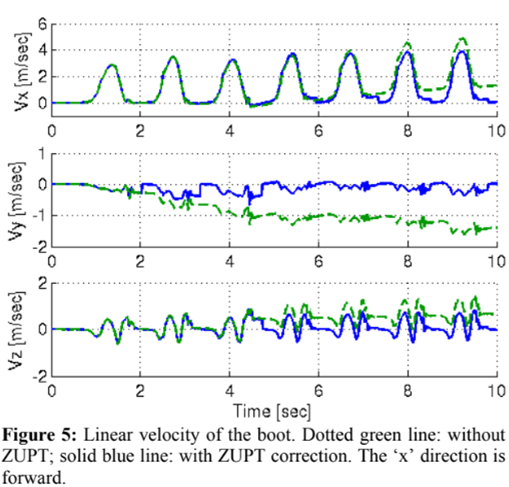 6
4
2
0
Vx [m/sec]
0 2 4 6 8 10
1
0
-1
-2
Vy [m/sec]
0 2 4 6 8 10
2
0
-2
Vz [m/sec]
0 2 4 6 8 10
Time [sec]
Figure 5: Linear velocity of the boot. Dotted green line: without
ZUPT; solid blue line: with ZUPT correction. The ‘x’ direction is
forward.